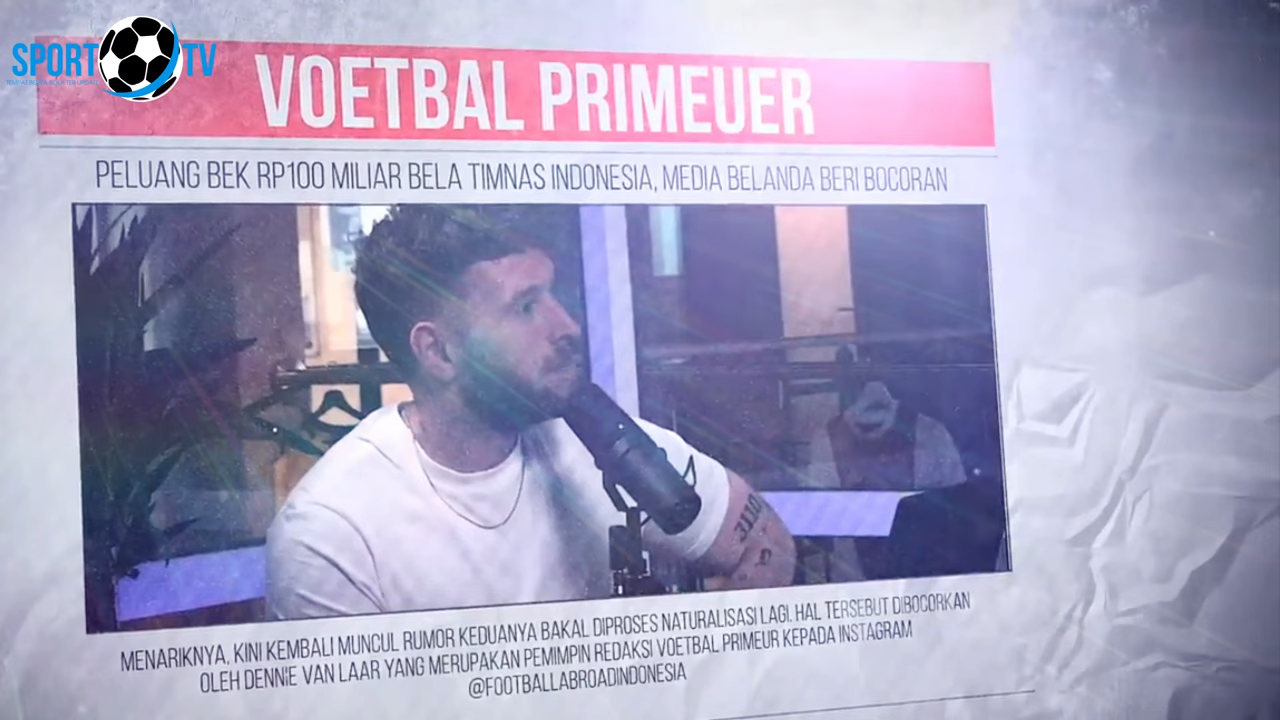 SPORT TV
VOETBAL PRIMEUER
PELUANG BEK RP100 MILIAR BELA TIMNAS INDONESIA, MEDIA BELANDA BERI BOCORAN
MENARIKNYA, KINI KEMBALI MUNCUL RUMOR KEDUANYA BAKAL DIPROSES NATURALISASI LAGI. HAL TERSEBUT DIBOCORKAN
OLEH DENNIE VAN LAAR YANG MERUPAKAN PEMIMPIN REDAKSI VOETBAL PRIMEUR KEPADA INSTAGRAM
@FOOTBALLABROADINDONESIA